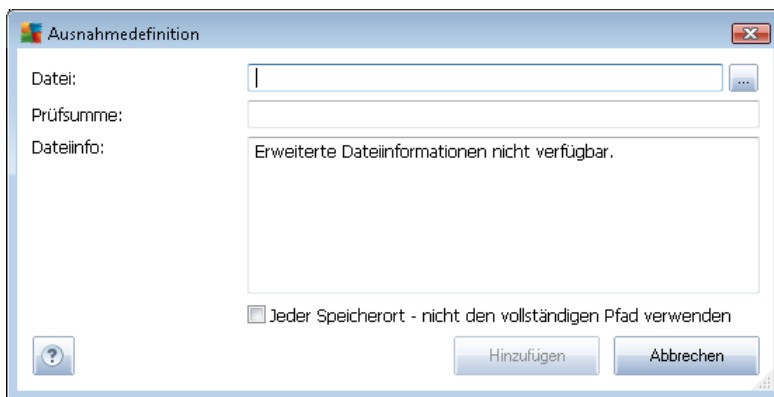 Ausnahmedefinition
Datei:
...
Prüfsumme:
Dateiinfo:
Erweiterte Dateiinformationen nicht verfügbar.
Jeder Speicherort - nicht den vollständigen Pfad verwenden
?
Hinzufügen
Abbrechen